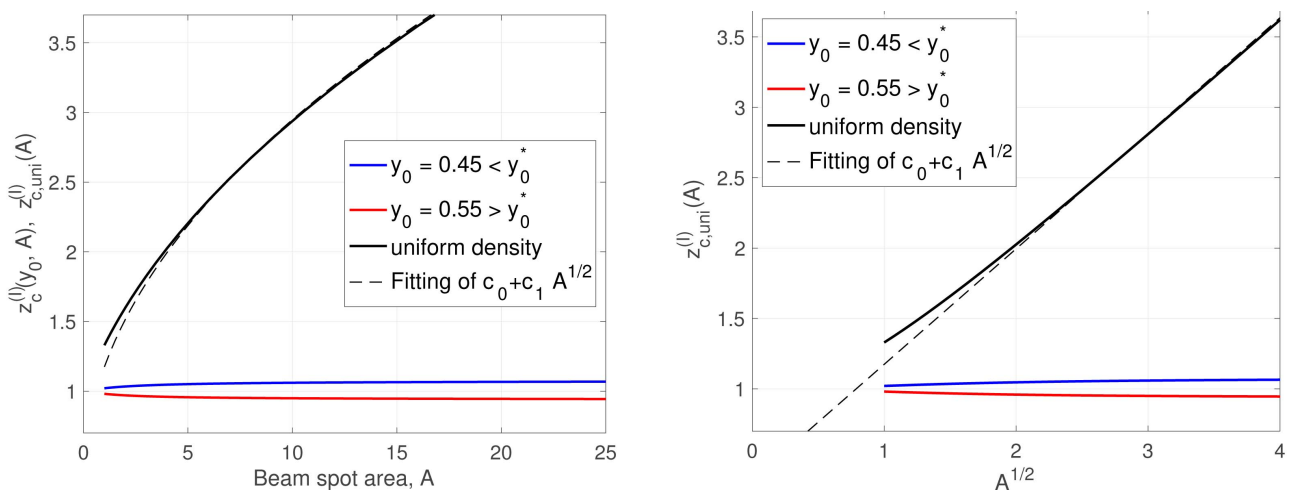 3.5
3
2.5
2
1.5
1
0
5
10
15
20
25
z_c^(I)(y_0, A), z_c,uni^(I)(A)
Beam spot area, A
y_0 = 0.45 < y_0^*
y_0 = 0.55 > y_0^*
uniform density
Fitting of c_0+c_1 A^1/2
3.5
3
2.5
2
1.5
1
0
1
2
3
4
z_c,uni^(I)(A)
A^1/2
y_0 = 0.45 < y_0^*
y_0 = 0.55 > y_0^*
uniform density
Fitting of c_0+c_1 A^1/2